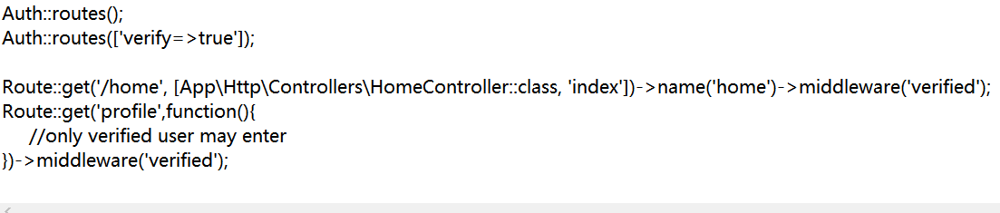 Auth::routes();
Auth::routes(['verify=>true']);
Route::get('/home', [App\Http\Controllers\HomeController::class, 'index'])->name('home')->middleware('verified');
Route::get('profile',function(){
//only verified user may enter
})->middleware('verified');